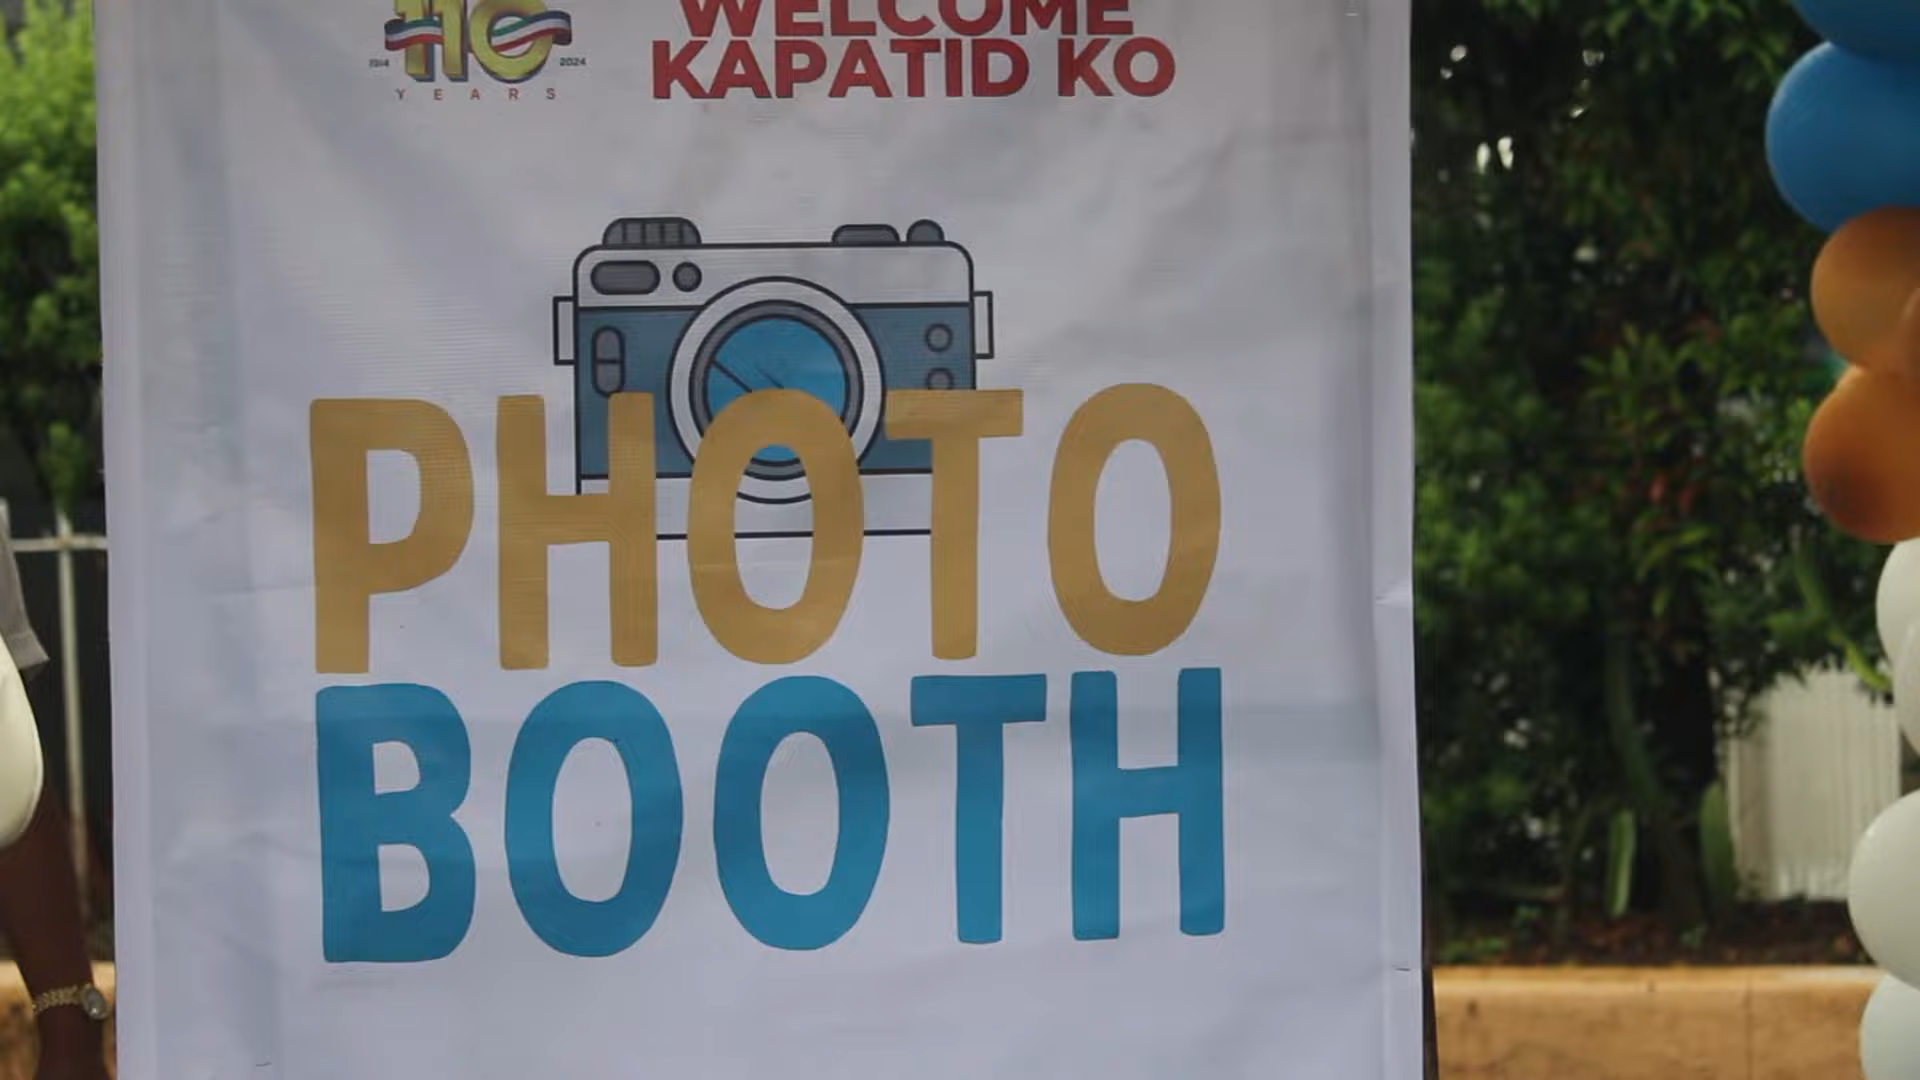 110
1914 2024
YEARS
WELCOME
KAPATID KO
PHOTO
BOOTH